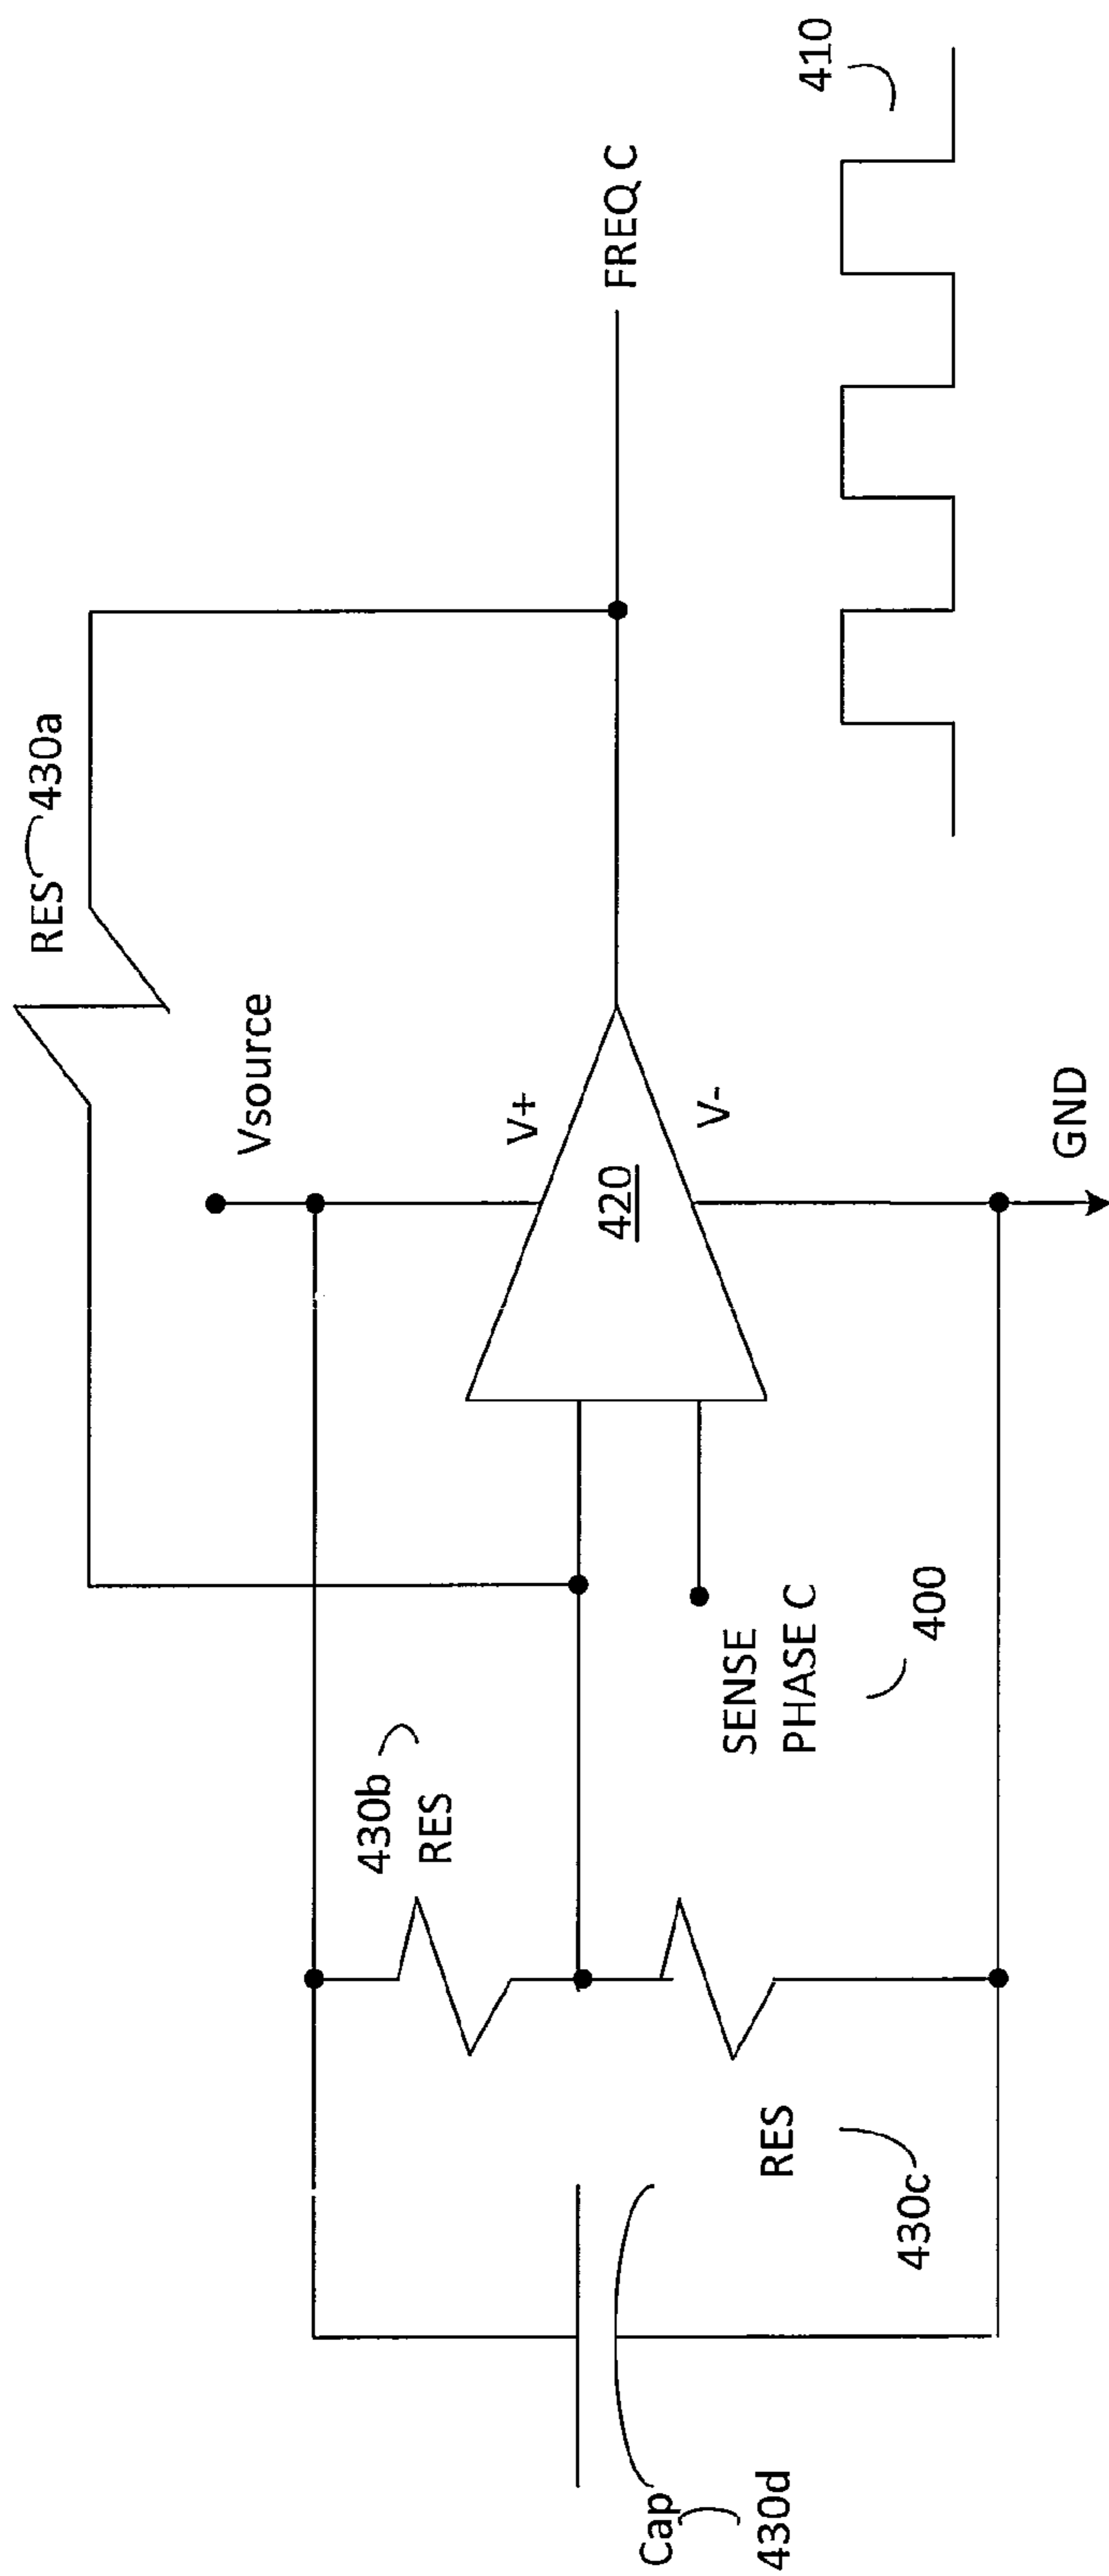 RES 430a
Vsource
V+
420
V-
GND
FREQ C
410
430b
RES
SENSE
PHASE C
400
RES
430c
Cap
430d